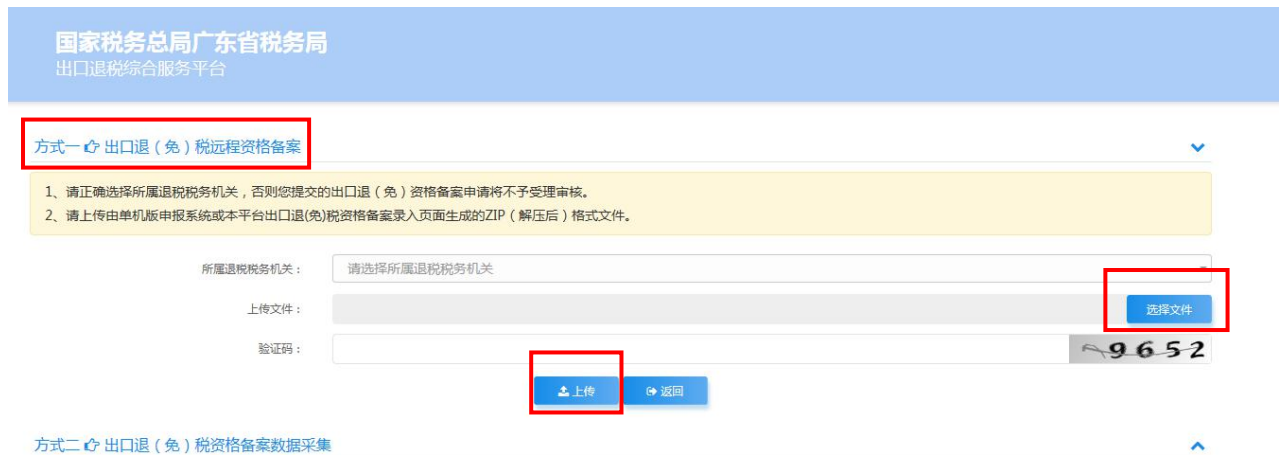 国家税务总局广东省税务局
出口退税综合服务平台
方式一 出口退（免）税远程资格备案
1、请正确选择所属退税税务机关，否则您提交的出口退（免）资格备案申请将不予受理审核。
2、请上传由单机版申报系统或本平台出口退(免)税资格备案录入页面生成的ZIP（解压后）格式文件。
所属退税税务机关： 请选择所属退税税务机关
上传文件： 选择文件
验证码： 9652
上传 返回
方式二 出口退（免）税资格备案数据采集